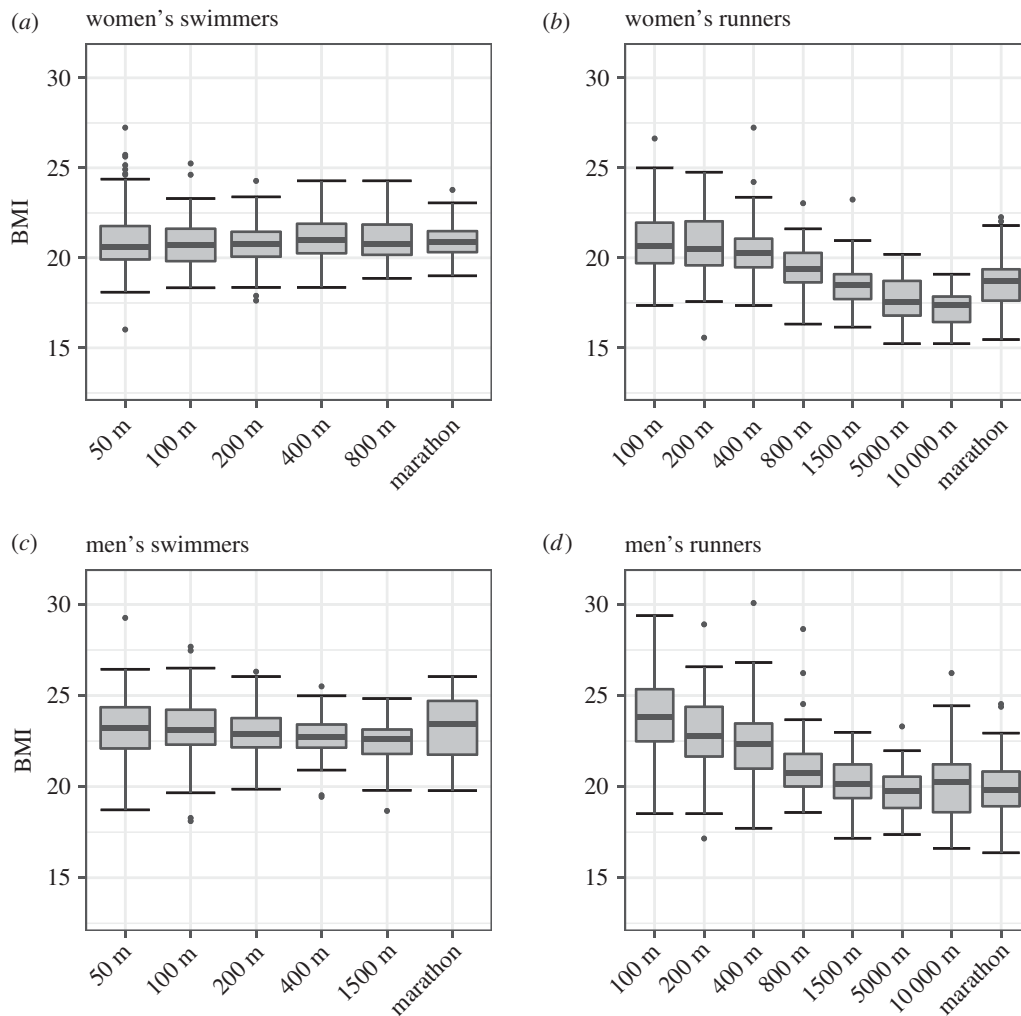 (a) women's swimmers
BMI
30
25
20
15
50 m
100 m
200 m
400 m
800 m
marathon
(b) women's runners
30
25
20
15
100 m
200 m
400 m
800 m
1500 m
5000 m
10 000 m
marathon
(c) men's swimmers
BMI
30
25
20
15
50 m
100 m
200 m
400 m
1500 m
marathon
(d) men's runners
30
25
20
15
100 m
200 m
400 m
800 m
1500 m
5000 m
10 000 m
marathon